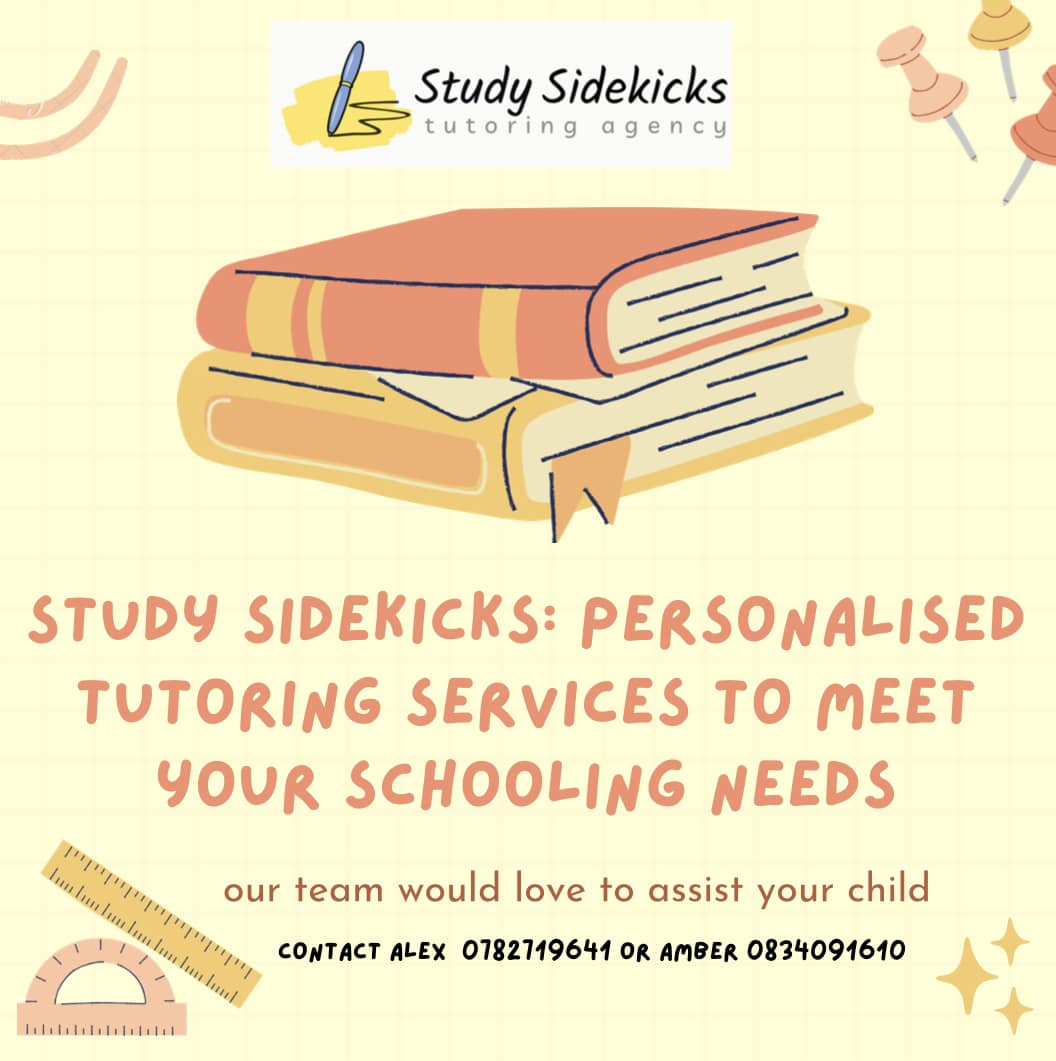 Study Sidekicks
tutoring agency
STUDY SIDEKICKS: PERSONALISED
TUTORING SERVICES TO MEET
YOUR SCHOOLING NEEDS
our team would love to assist your child
CONTACT ALEX 0782719641 OR AMBER 0834091610